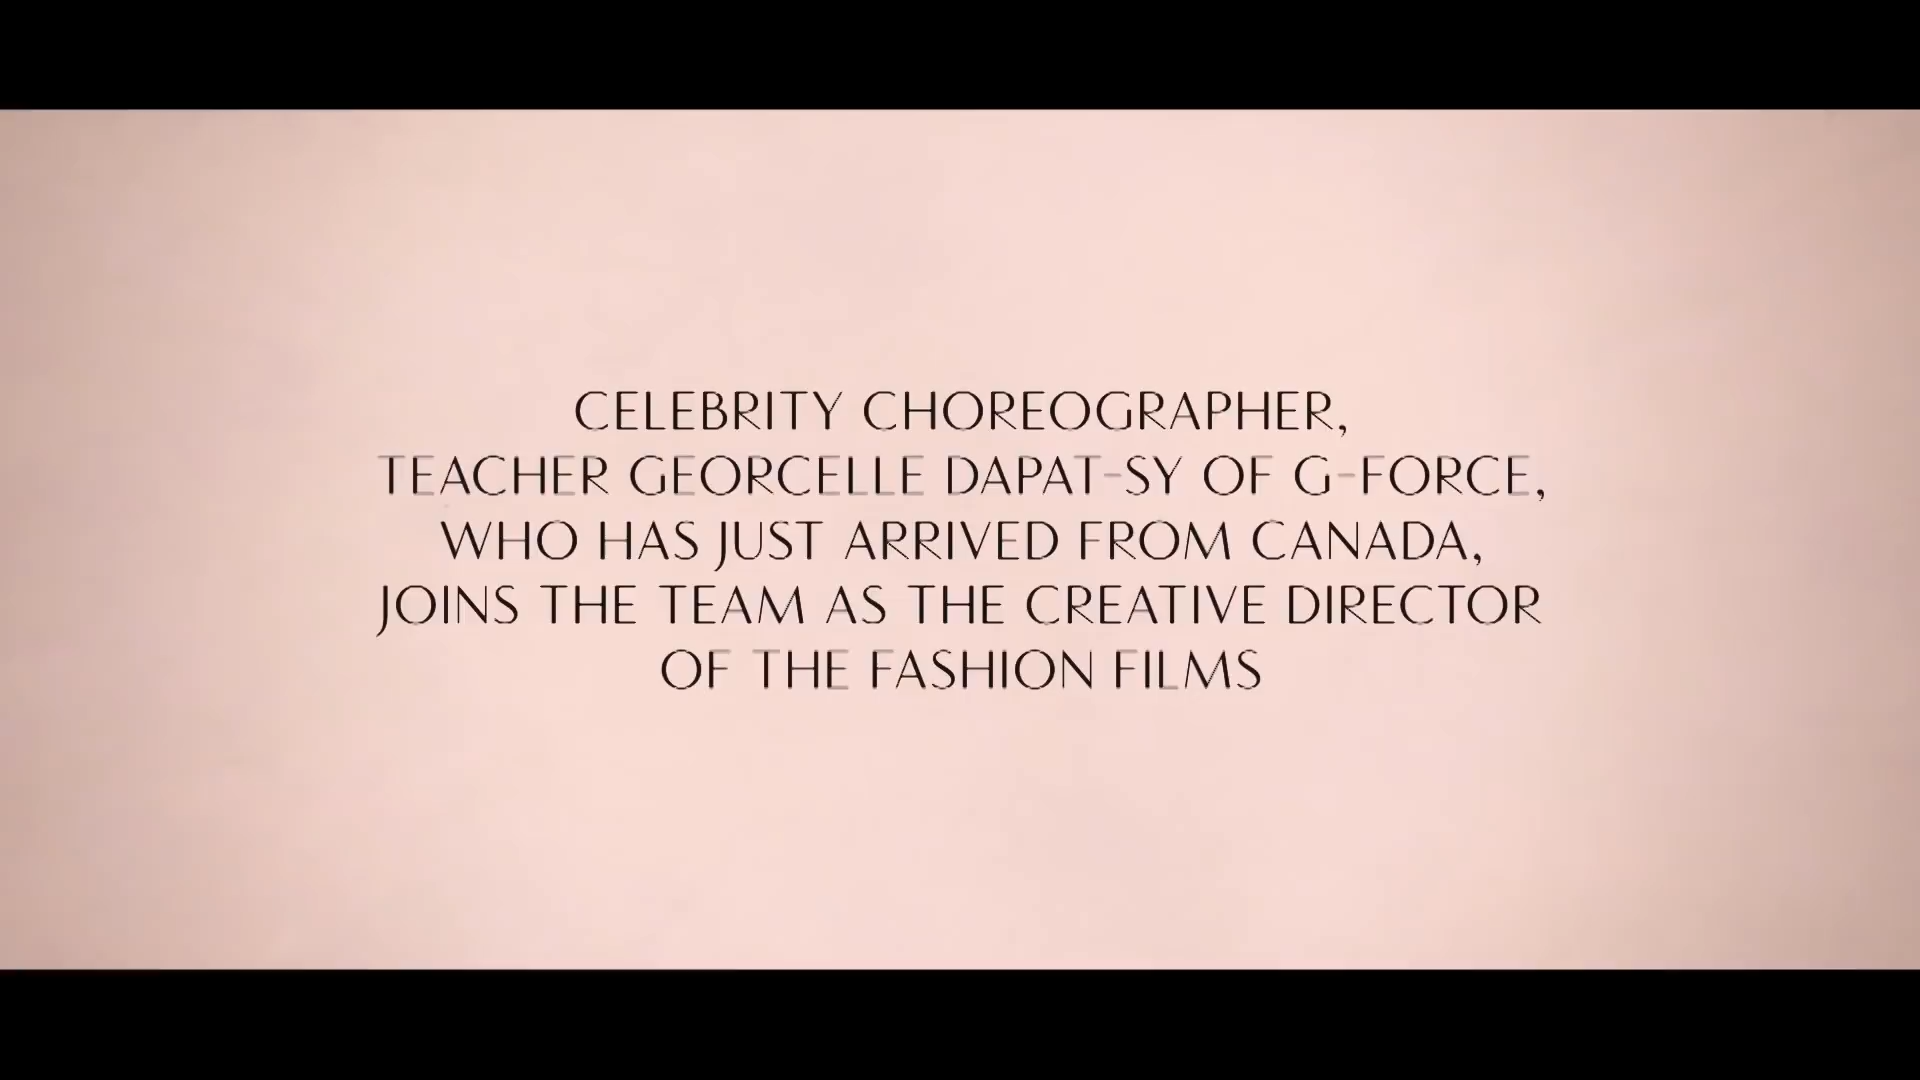 CELEBRITY CHOREOGRAPHER,
TEACHER GEORCELLE DAPAT-SY OF G-FORCE,
WHO HAS JUST ARRIVED FROM CANADA,
JOINS THE TEAM AS THE CREATIVE DIRECTOR
OF THE FASHION FILMS